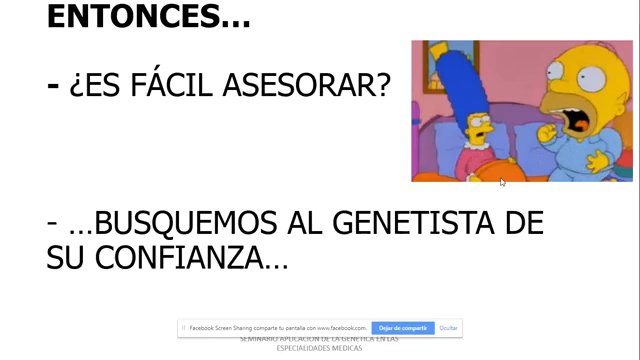 ENTONCES...
- ¿ES FÁCIL ASESORAR?
- ...BUSQUEMOS AL GENETISTA DE
SU CONFIANZA...
Facebook Screen Sharing comparte tu pantalla con www.facebook.com.
Dejar de compartir
Ocultar
SEMINARIO APLICACIÓN DE LA GENETICA EN LAS
ESPECIALIDADES MEDICAS